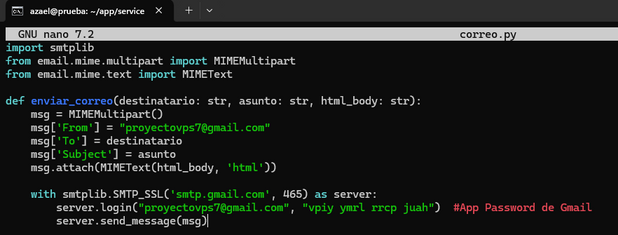 azael@prueba: ~/app/service
GNU nano 7.2 correo.py
import smtplib
from email.mime.multipart import MIMEMultipart
from email.mime.text import MIMEText
def enviar_correo(destinatario: str, asunto: str, html_body: str):
msg = MIMEMultipart()
msg['From'] = "proyectovps7@gmail.com"
msg['To'] = destinatario
msg['Subject'] = asunto
msg.attach(MIMEText(html_body, 'html'))
with smtplib.SMTP_SSL('smtp.gmail.com', 465) as server:
server.login("proyectovps7@gmail.com", "vpiy ymrl rrcp juah") #App Password de Gmail
server.send_message(msg)